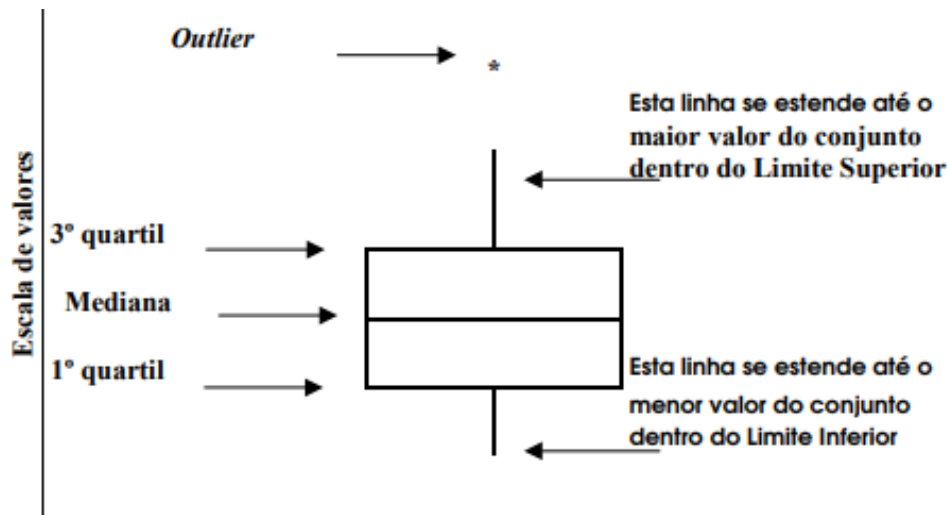 Outlier
*
Esta linha se estende até o
maior valor do conjunto
dentro do Limite Superior
Escala de valores
3º quartil
Mediana
1º quartil
Esta linha se estende até o
menor valor do conjunto
dentro do Limite Inferior